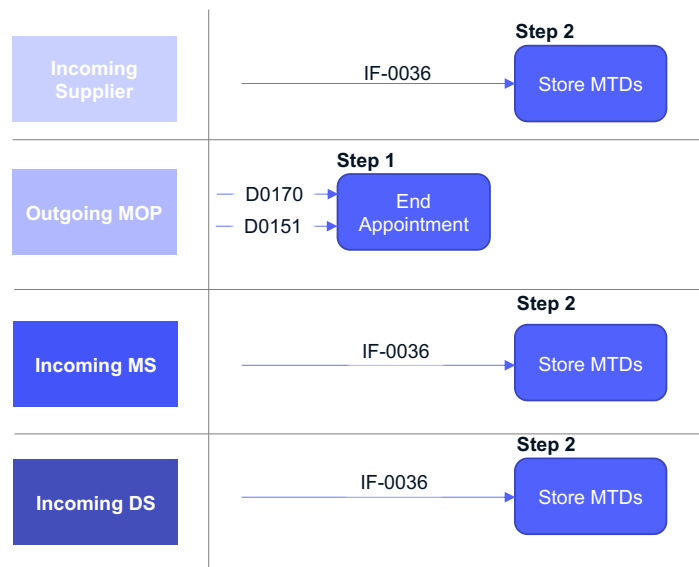 Step 2
Incoming
Supplier
IF-0036
Store MTDs
Step 1
Outgoing MOP
D0170
D0151
End
Appointment
Step 2
Incoming MS
IF-0036
Store MTDs
Step 2
Incoming DS
IF-0036
Store MTDs